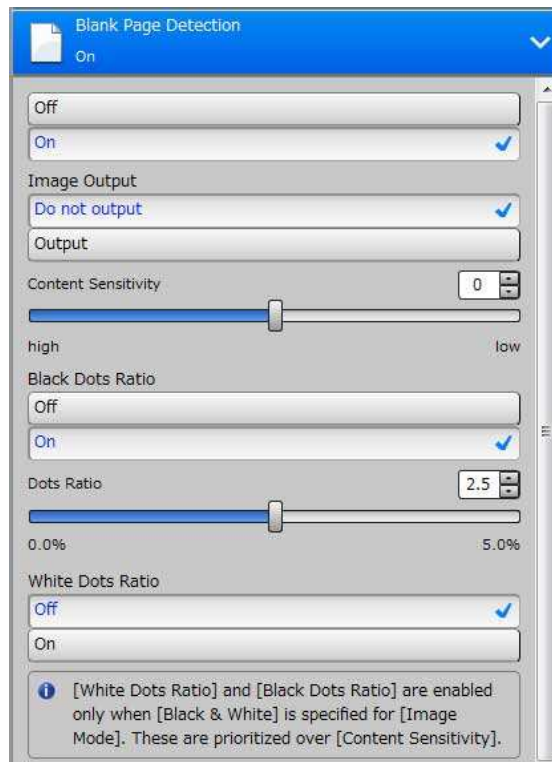 Blank Page Detection
On
Off
On
Image Output
Do not output
Output
Content Sensitivity
0
high
low
Black Dots Ratio
Off
On
Dots Ratio
2.5
0.0%
5.0%
White Dots Ratio
Off
On
[White Dots Ratio] and [Black Dots Ratio] are enabled
only when [Black & White] is specified for [Image
Mode]. These are prioritized over [Content Sensitivity].